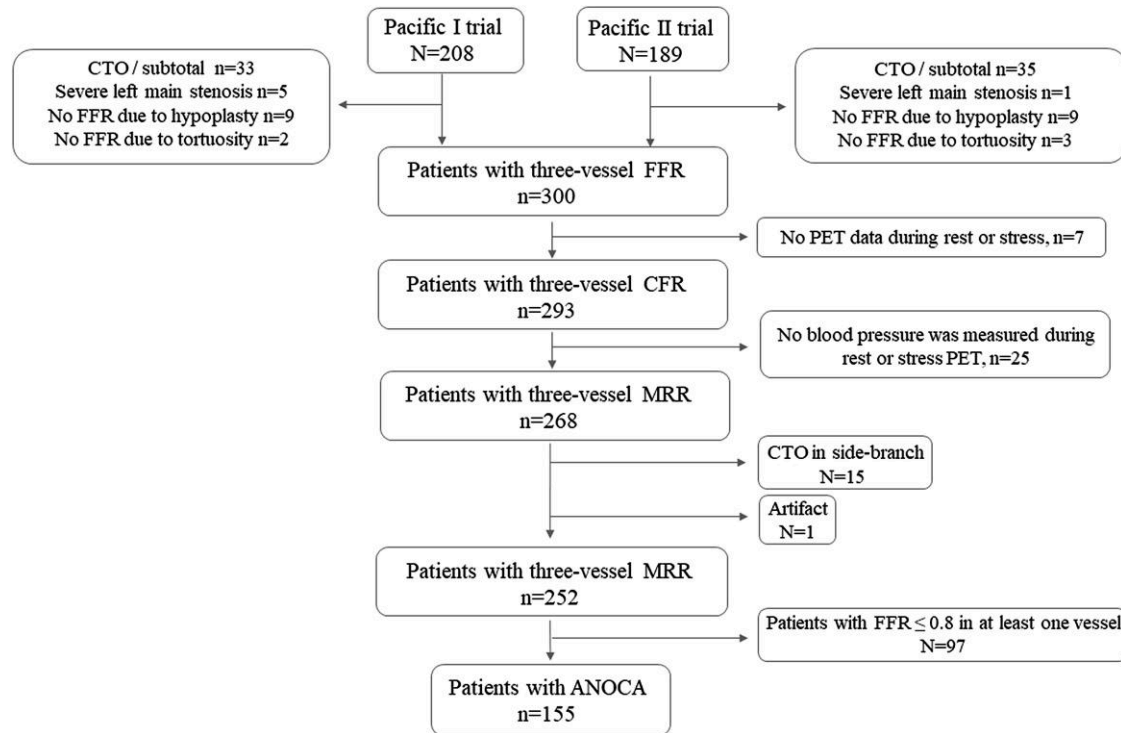 Pacific I trial
N=208
Pacific II trial
N=189
CTO / subtotal n=33
Severe left main stenosis n=5
No FFR due to hypoplasty n=9
No FFR due to tortuosity n=2
CTO / subtotal n=35
Severe left main stenosis n=1
No FFR due to hypoplasty n=9
No FFR due to tortuosity n=3
Patients with three-vessel FFR
n=300
No PET data during rest or stress, n=7
Patients with three-vessel CFR
n=293
No blood pressure was measured during
rest or stress PET, n=25
Patients with three-vessel MRR
n=268
CTO in side-branch
N=15
Artifact
N=1
Patients with three-vessel MRR
n=252
Patients with FFR ≤ 0.8 in at least one vessel
N=97
Patients with ANOCA
n=155